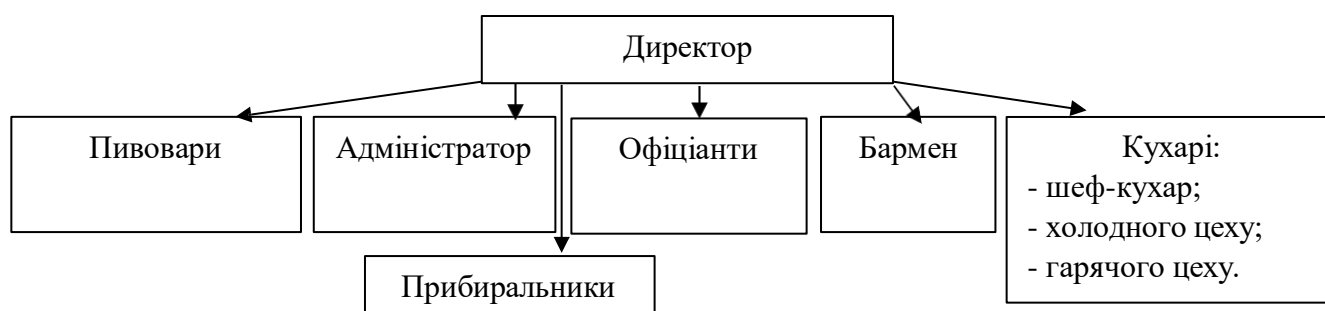 Директор
Пивовари
Адміністратор
Офіціанти
Бармен
Кухарі:
- шеф-кухар;
- холодного цеху;
- гарячого цеху.
Прибиральники